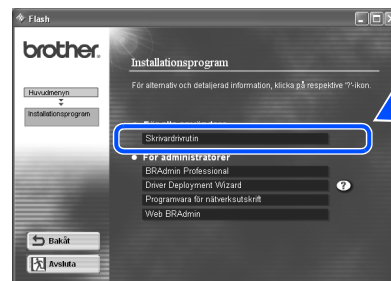 Flash
brother.
Installationsprogram
För alternativ och detaljerad information, klicka på respektive '?'-ikon.
Huvudmenyn
Installationsprogram
Skrivardrivrutin
För administratörer
BRAdmin Professional
Driver Deployment Wizard
?
Programvara för nätverksutskrift
Web BRAdmin
Bakåt
Avsluta